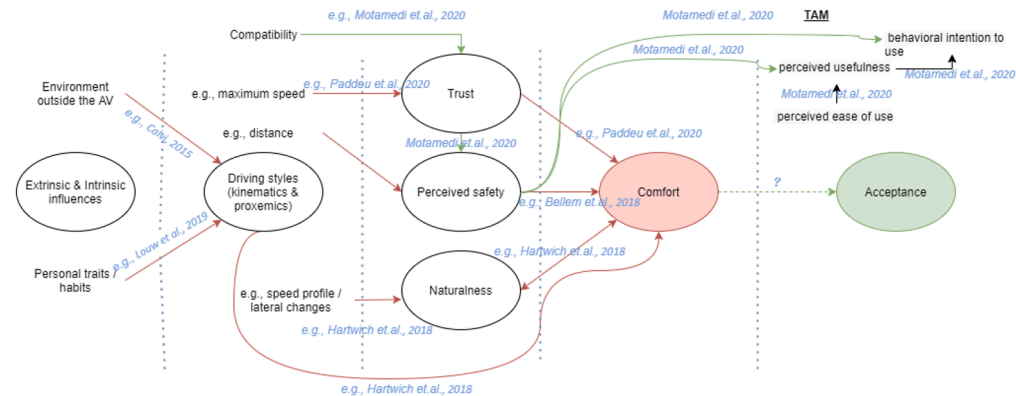 e.g., Motamedi et.al., 2020
Motamedi et.al., 2020
TAM
Compatibility
behavioral intention to
use
Motamedi et.al., 2020
perceived usefulness
Motamedi et.al., 2020
Environment
outside the AV
e.g., maximum speed
e.g., Paddeu et.al., 2020
Trust
Motamedi et.al., 2020
perceived ease of use
e.g., Calvi, 2015
e.g., distance
Motamedi et.al., 2020
e.g., Paddeu et.al., 2020
Extrinsic & Intrinsic
influences
Driving styles
(kinematics &
proxemics)
Perceived safety
Comfort
?
Acceptance
e.g., Bellem et.al., 2018
e.g., Louw et al., 2019
e.g., Hartwich et.al., 2018
Personal traits /
habits
e.g., speed profile /
lateral changes
Naturalness
e.g., Hartwich et.al., 2018
e.g., Hartwich et.al., 2018